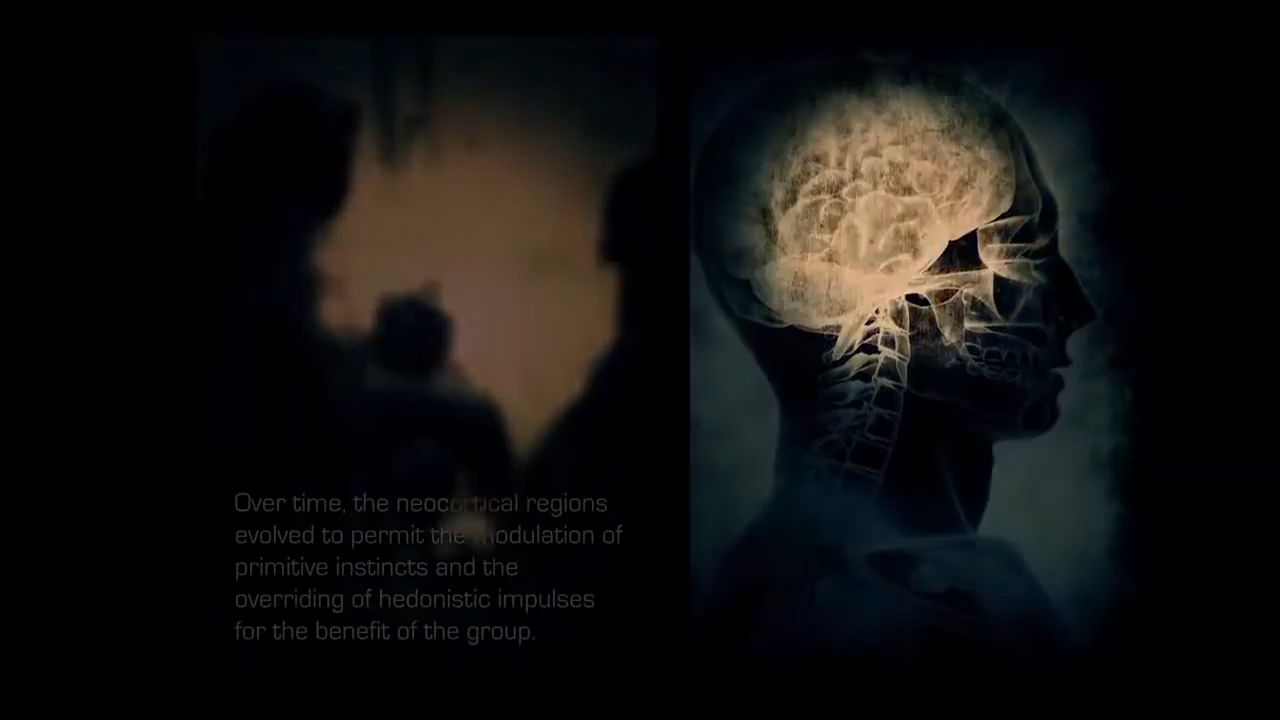 Over time, the neocortical regions
evolved to permit the modulation of
primitive instincts and the
overriding of hedonistic impulses
for the benefit of the group.